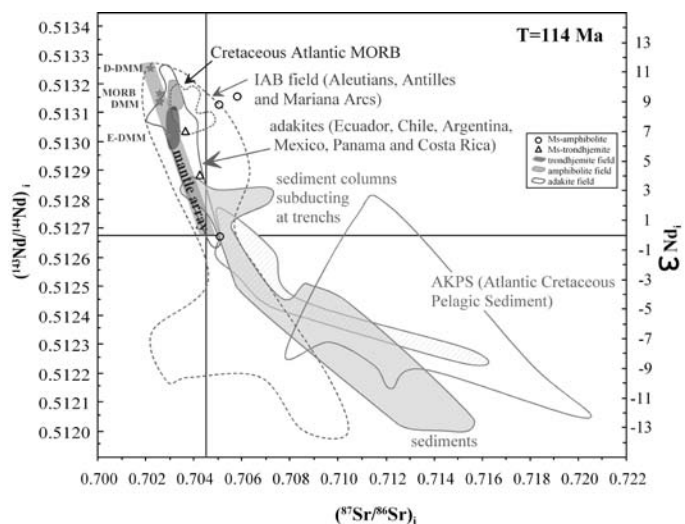 T=114 Ma
Cretaceous Atlantic MORB
IAB field (Aleutians, Antilles
and Mariana Arcs)
adakites (Ecuador, Chile, Argentina,
Mexico, Panama and Costa Rica)
sediment columns
subducting
at trenchs
AKPS (Atlantic Cretaceous
Pelagic Sediment)
sediments
mantle array
D-DMM
MORB
DMM
E-DMM
Ms-amphibolite
Ms-trondhjemite
trondhjemite field
amphibolite field
adakite field
(¹⁴³Nd/¹⁴⁴Nd) i
0.5134
0.5133
0.5132
0.5131
0.5130
0.5129
0.5128
0.5127
0.5126
0.5125
0.5124
0.5123
0.5122
0.5121
0.5120
11
9
7
5
3
1
-1
-3
-5
-7
-9
-11
-13
εNdi
0.700 0.702 0.704 0.706 0.708 0.710 0.712 0.714 0.716 0.718 0.720 0.722
(⁸⁷Sr/⁸⁶Sr)i